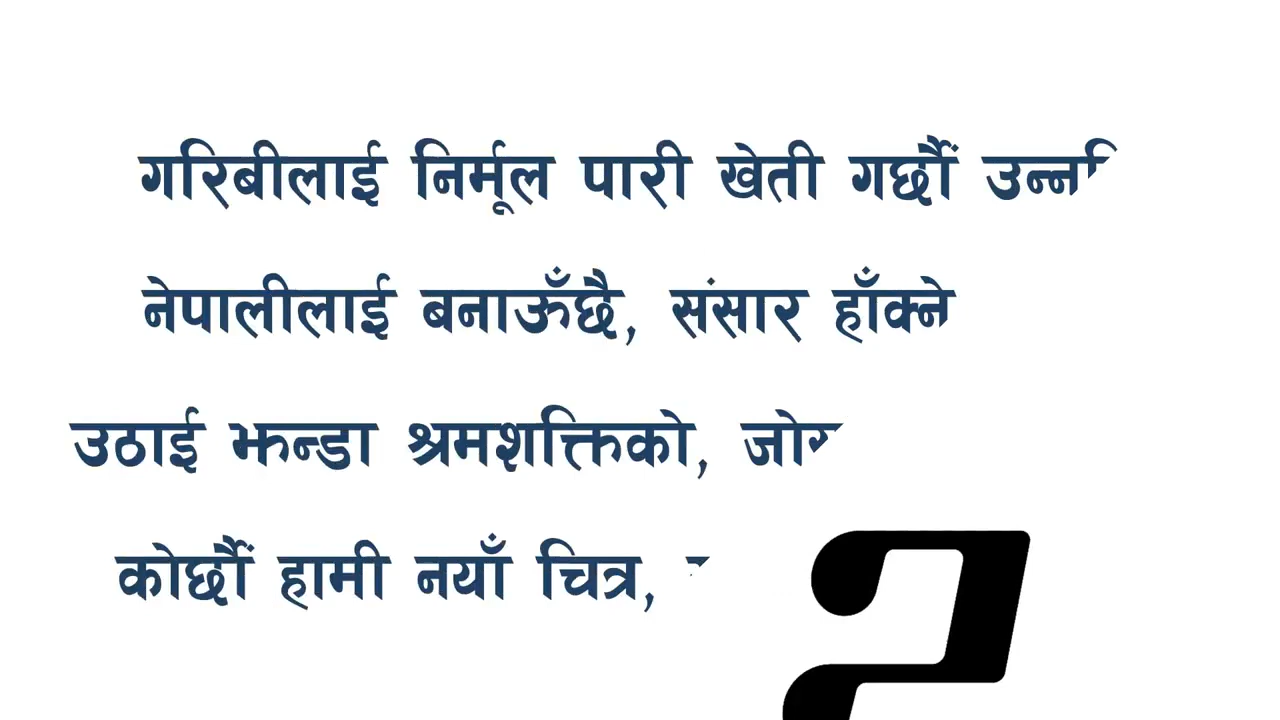 गरिबीलाई निर्मूल पारी खेती गर्छौं
नेपालीलाई बनाऊँछै, संसार हाँक्ने
उठाई झन्डा श्रमशक्तिको,
कोर्छौं हामी नयाँ चित्र,